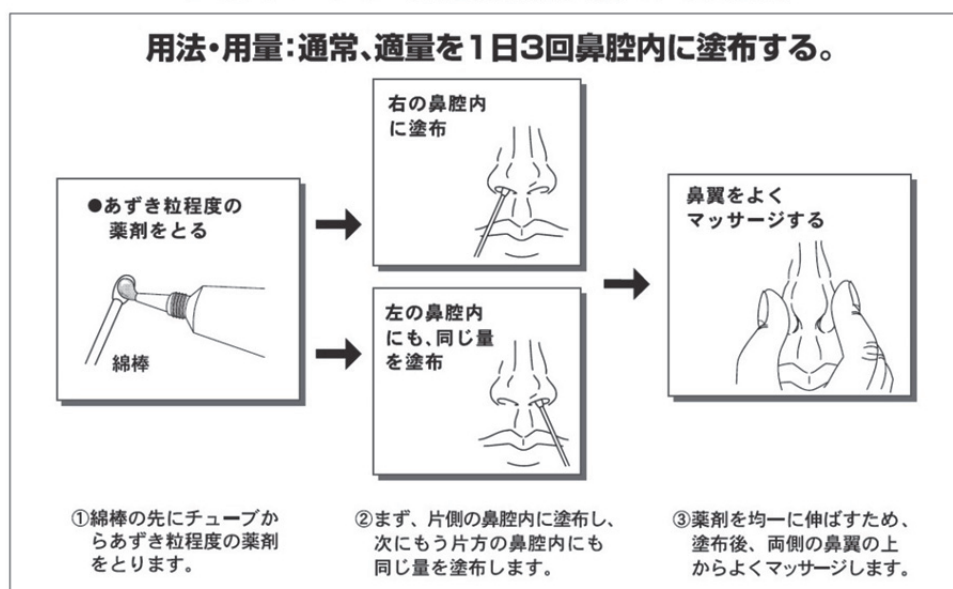 用法・用量：通常、適量を1日3回鼻腔内に塗布する。
●あずき粒程度の
薬剤をとる
綿棒
右の鼻腔内
に塗布
左の鼻腔内
にも、同じ量
を塗布
鼻翼をよく
マッサージする
①綿棒の先にチューブか
らあずき粒程度の薬剤
をとります。
②まず、片側の鼻腔内に塗布し、
次にもう片方の鼻腔内にも
同じ量を塗布します。
③薬剤を均一に伸ばすため、
塗布後、両側の鼻翼の上
からよくマッサージします。